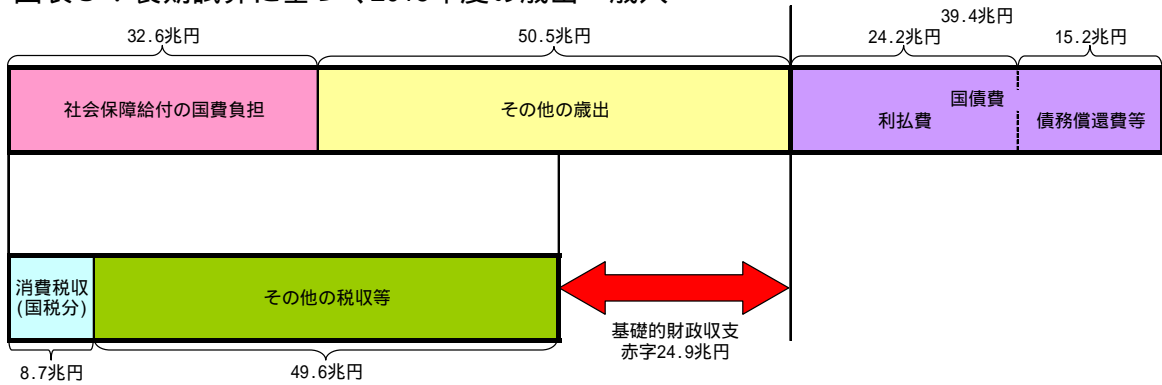 32.6兆円
50.5兆円
39.4兆円
24.2兆円
15.2兆円
社会保障給付の国費負担
その他の歳出
国債費
利払費
債務償還費等
消費税収
(国税分)
その他の税収等
基礎的財政収支
赤字24.9兆円
8.7兆円
49.6兆円